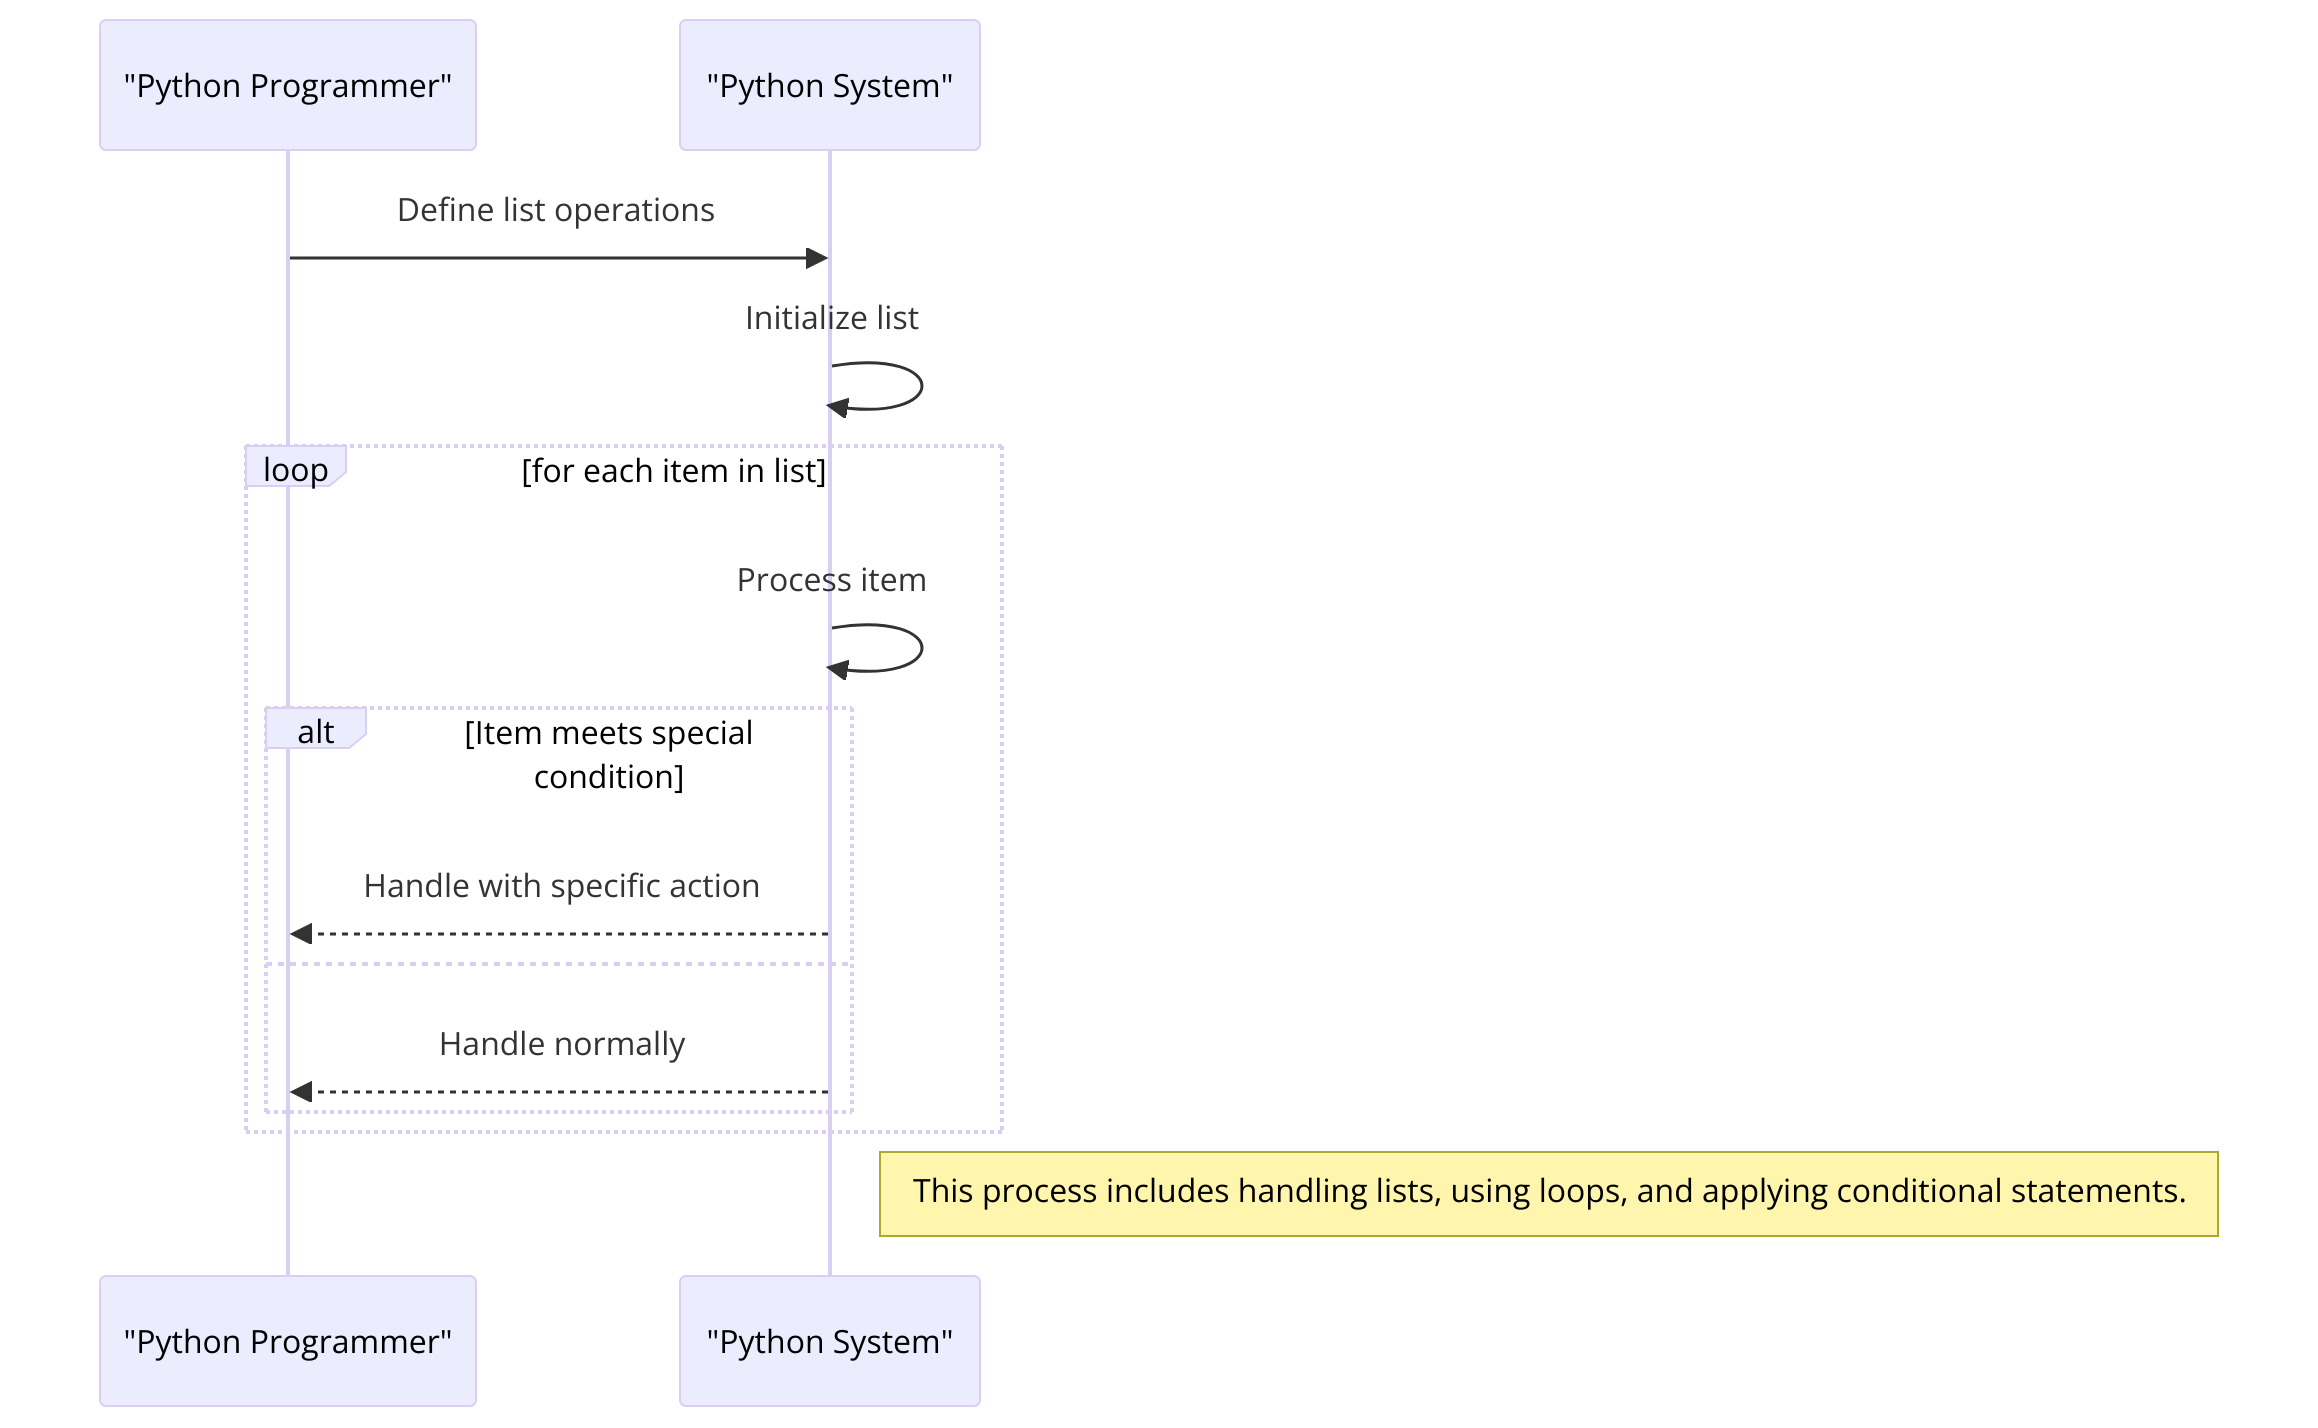 "Python Programmer"
"Python System"
Define list operations
Initialize list
loop
[for each item in list]
Process item
alt
[Item meets special
condition]
Handle with specific action
Handle normally
This process includes handling lists, using loops, and applying conditional statements.
"Python Programmer"
"Python System"